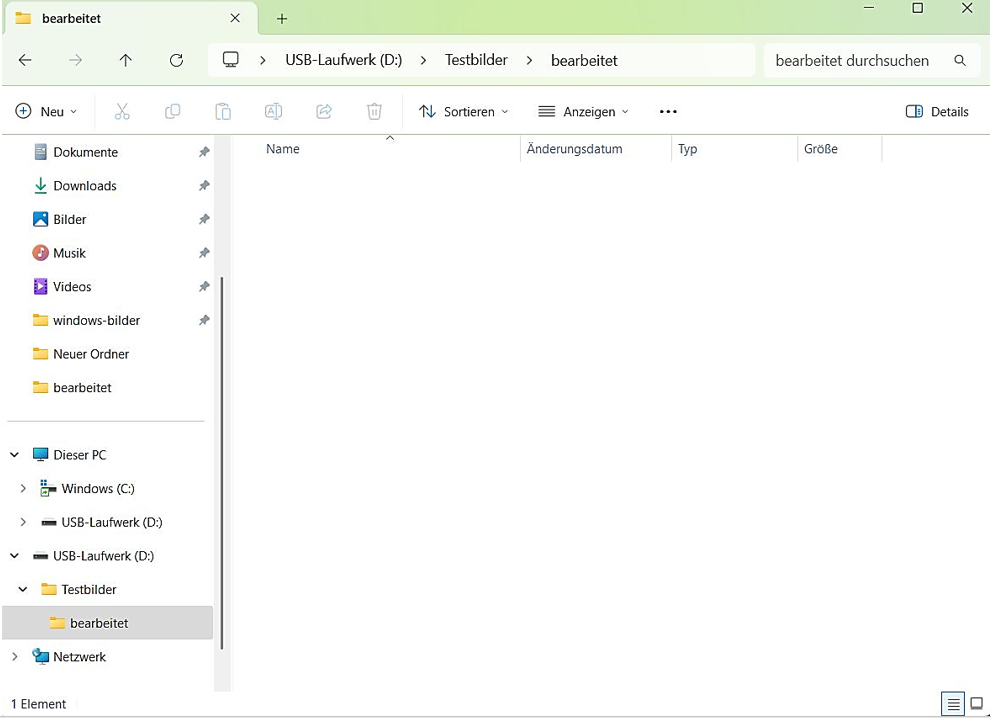 bearbeitet
USB-Laufwerk (D:) Testbilder bearbeitet
bearbeitet durchsuchen
Neu Sortieren Anzeigen Details
Name Änderungsdatum Typ Größe
Dokumente
Downloads
Bilder
Musik
Videos
windows-bilder
Neuer Ordner
bearbeitet
Dieser PC
Windows (C:)
USB-Laufwerk (D:)
USB-Laufwerk (D:)
Testbilder
bearbeitet
Netzwerk
1 Element